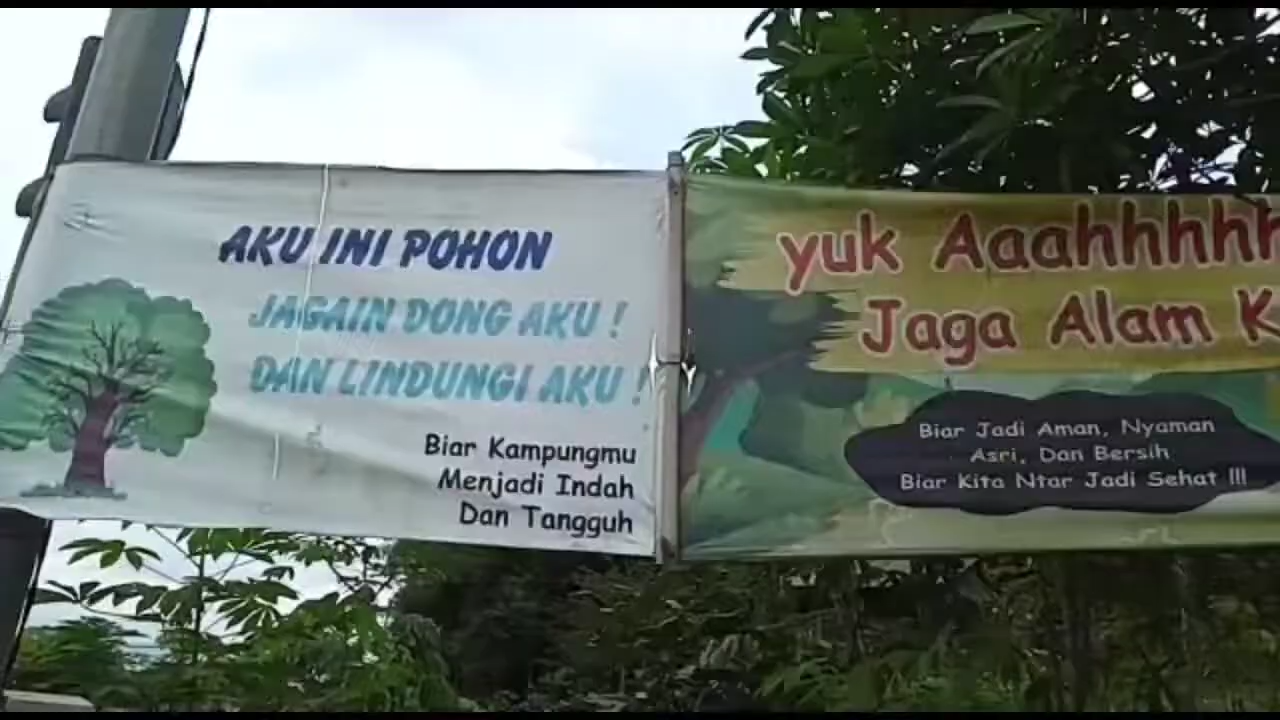 AKU INI POHON
JAGAIN DONG AKU !
DAN LINDUNGI AKU !
Biar Kampungmu
Menjadi Indah
Dan Tangguh
yuk Aaahhhhh
Jaga Alam K
Biar Jadi Aman, Nyaman
Asri, Dan Bersih
Biar Kita Ntar Jadi Sehat !!!